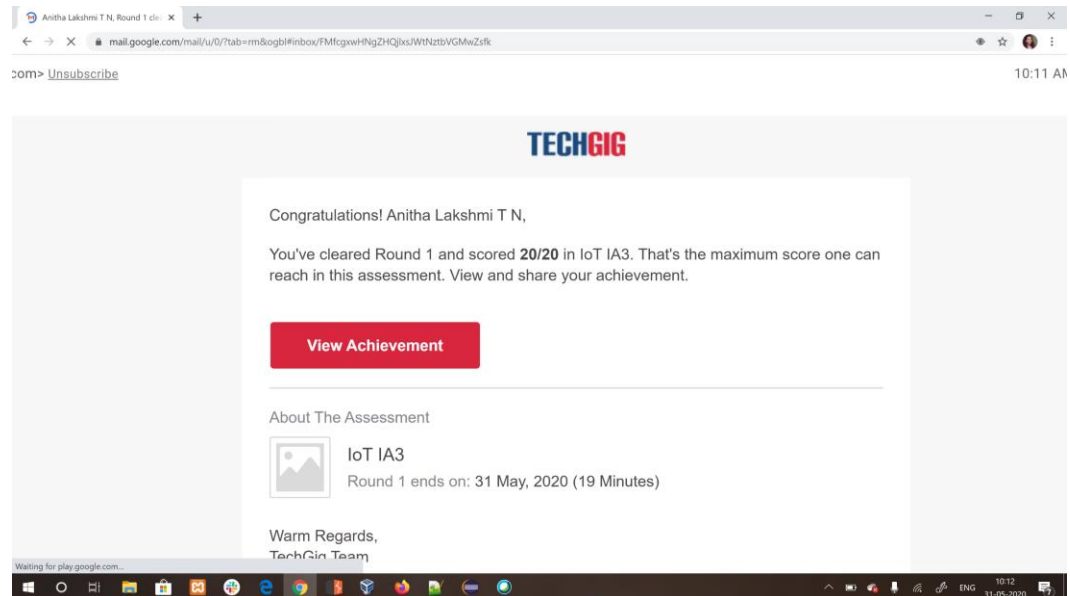 Anitha Lakshmi T N, Round 1 cle
mail.google.com/mail/u/0/?tab=rm&ogbl#inbox/FMfcgxwHNgZHQjlxsJWtNztbVGMwZsfk
com> Unsubscribe
10:11 AM
TECHGIG
Congratulations! Anitha Lakshmi T N,
You've cleared Round 1 and scored 20/20 in IoT IA3. That's the maximum score one can
reach in this assessment. View and share your achievement.
View Achievement
About The Assessment
IoT IA3
Round 1 ends on: 31 May, 2020 (19 Minutes)
Warm Regards,
TechGig Team
Waiting for play.google.com...
ENG
10:12
31-05-2020